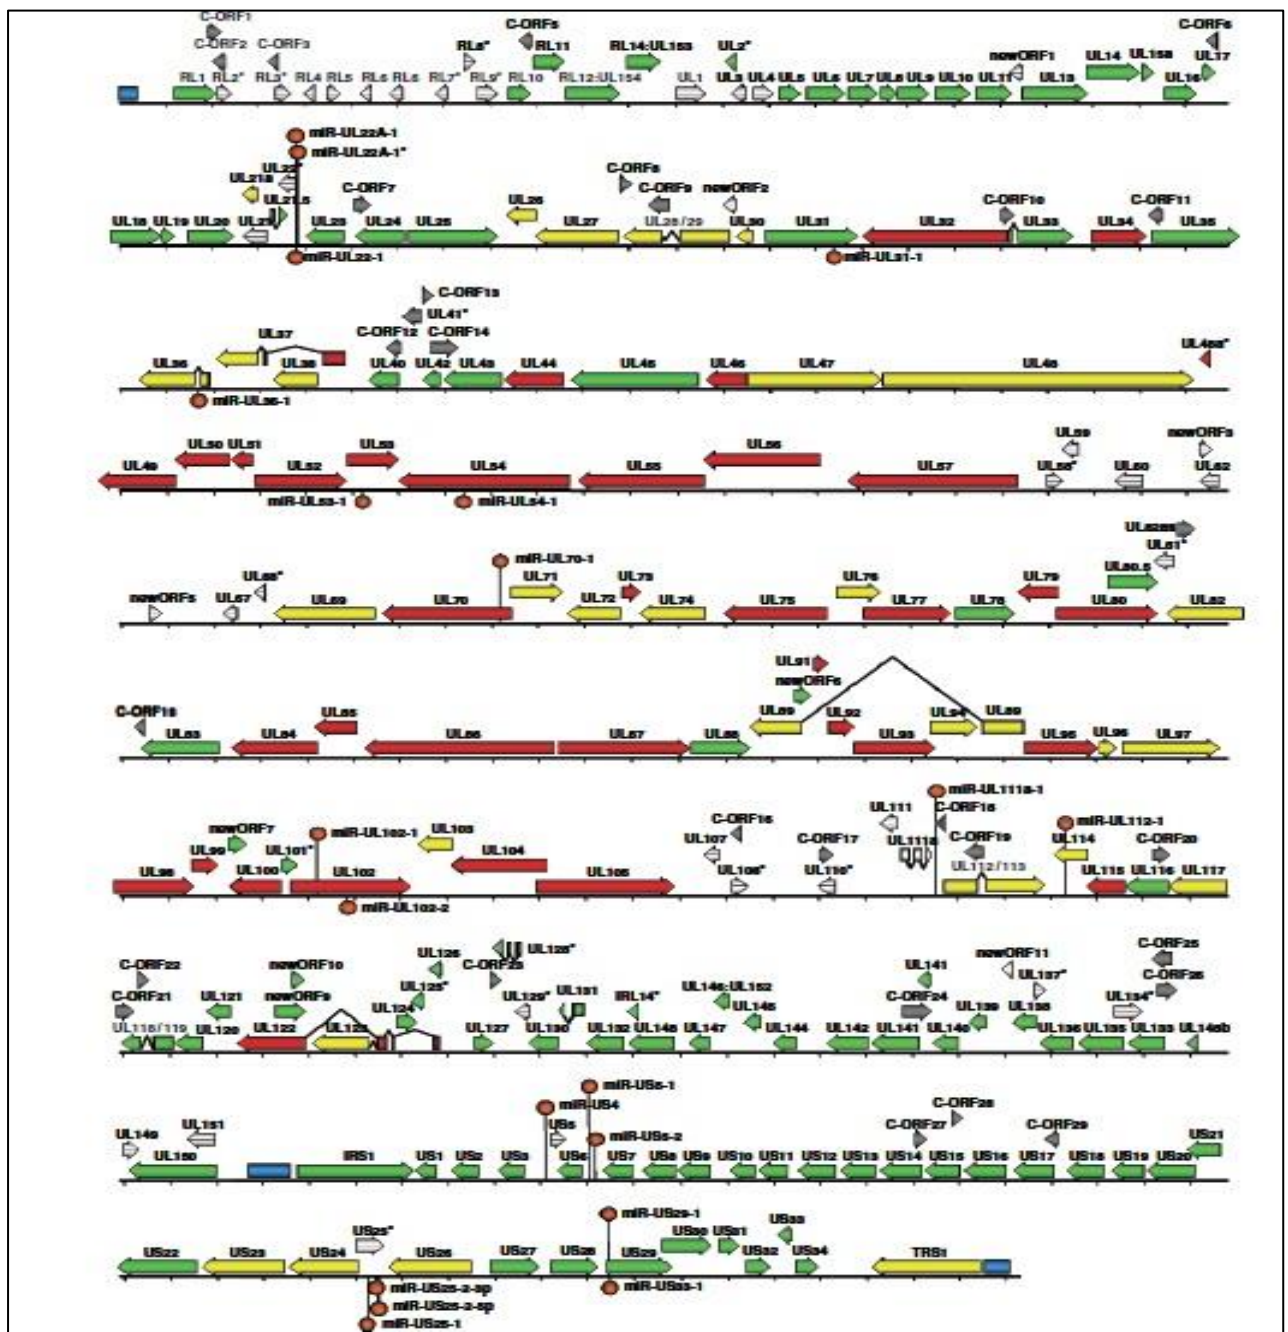 C-ORF1
C-ORF5 C-ORF6
C-ORF2 C-ORF3 RL8* RL11 RL14:UL153 UL2* newORF1 UL14 UL15a UL17
RL1 RL2* RL3* RL4 RL5 RL6 RL6 RL7* RL9* RL10 RL12:UL154 UL1 UL3 UL4 UL5 UL6 UL7 UL8 UL9 UL10 UL11 UL13 UL16
miR-UL22A-1
miR-UL22A-1*
UL22* C-ORF8
UL21a C-ORF7 C-ORF9 newORF2
UL21.5 UL26 C-ORF10 C-ORF11
UL18 UL19 UL20 UL21 UL23 UL24 UL25 UL27 UL28/29 UL30 UL31 UL32 UL33 UL34 UL35
miR-UL22-1 miR-UL31-1
C-ORF13
UL41*
UL37 C-ORF12 C-ORF14 UL48a*
UL36 UL38 UL40 UL42 UL43 UL44 UL45 UL46 UL47 UL48
miR-UL36-1
UL50 UL51 UL53 UL56 UL59 newORF3
UL49 UL52 UL54 UL55 UL57 UL58* UL60 UL62
miR-UL53-1 miR-UL54-1
UL81*
miR-UL70-1
newORF5 UL68* UL71 UL73 UL76 UL79 UL80.5
UL67 UL69 UL70 UL72 UL74 UL75 UL77 UL78 UL80 UL82
UL91
newORF6
C-ORF15 UL85 UL89 UL92 UL94 UL89
UL83 UL84 UL86 UL87 UL88 UL93 UL95 UL96 UL97
miR-UL111a-1
UL111 C-ORF18
newORF7 miR-UL102-1 UL103 C-ORF16 miR-UL112-1
UL99 UL101* UL104 UL107 C-ORF17 UL111a C-ORF19 UL114 C-ORF20
UL98 UL100 UL102 UL105 UL106* UL110* UL112/113 UL115 UL116 UL117
miR-UL102-2
UL126 UL128* newORF11 C-ORF25
C-ORF22 newORF10 UL125* C-ORF23 UL146:UL152 UL141 UL137* C-ORF26
C-ORF21 UL121 newORF9 UL124 UL129* UL131 IRL14* UL145 C-ORF24 UL139 UL138 UL134*
UL118/119 UL120 UL122 UL123 UL127 UL130 UL132 UL148 UL147 UL144 UL142 UL141 UL140 UL136 UL135 UL133 UL148b
miR-US5-1
miR-US4 C-ORF28
UL149 UL151 US5 miR-US5-2 C-ORF27 C-ORF29 US21
UL150 IRS1 US1 US2 US3 US6 US7 US8 US9 US10 US11 US12 US13 US14 US15 US16 US17 US18 US19 US20
miR-US29-1
US25* US30 US31 US33
US22 US23 US24 US26 US27 US28 US29 US32 US34 TRS1
miR-US25-2-3p miR-US33-1
miR-US25-2-5p
miR-US25-1